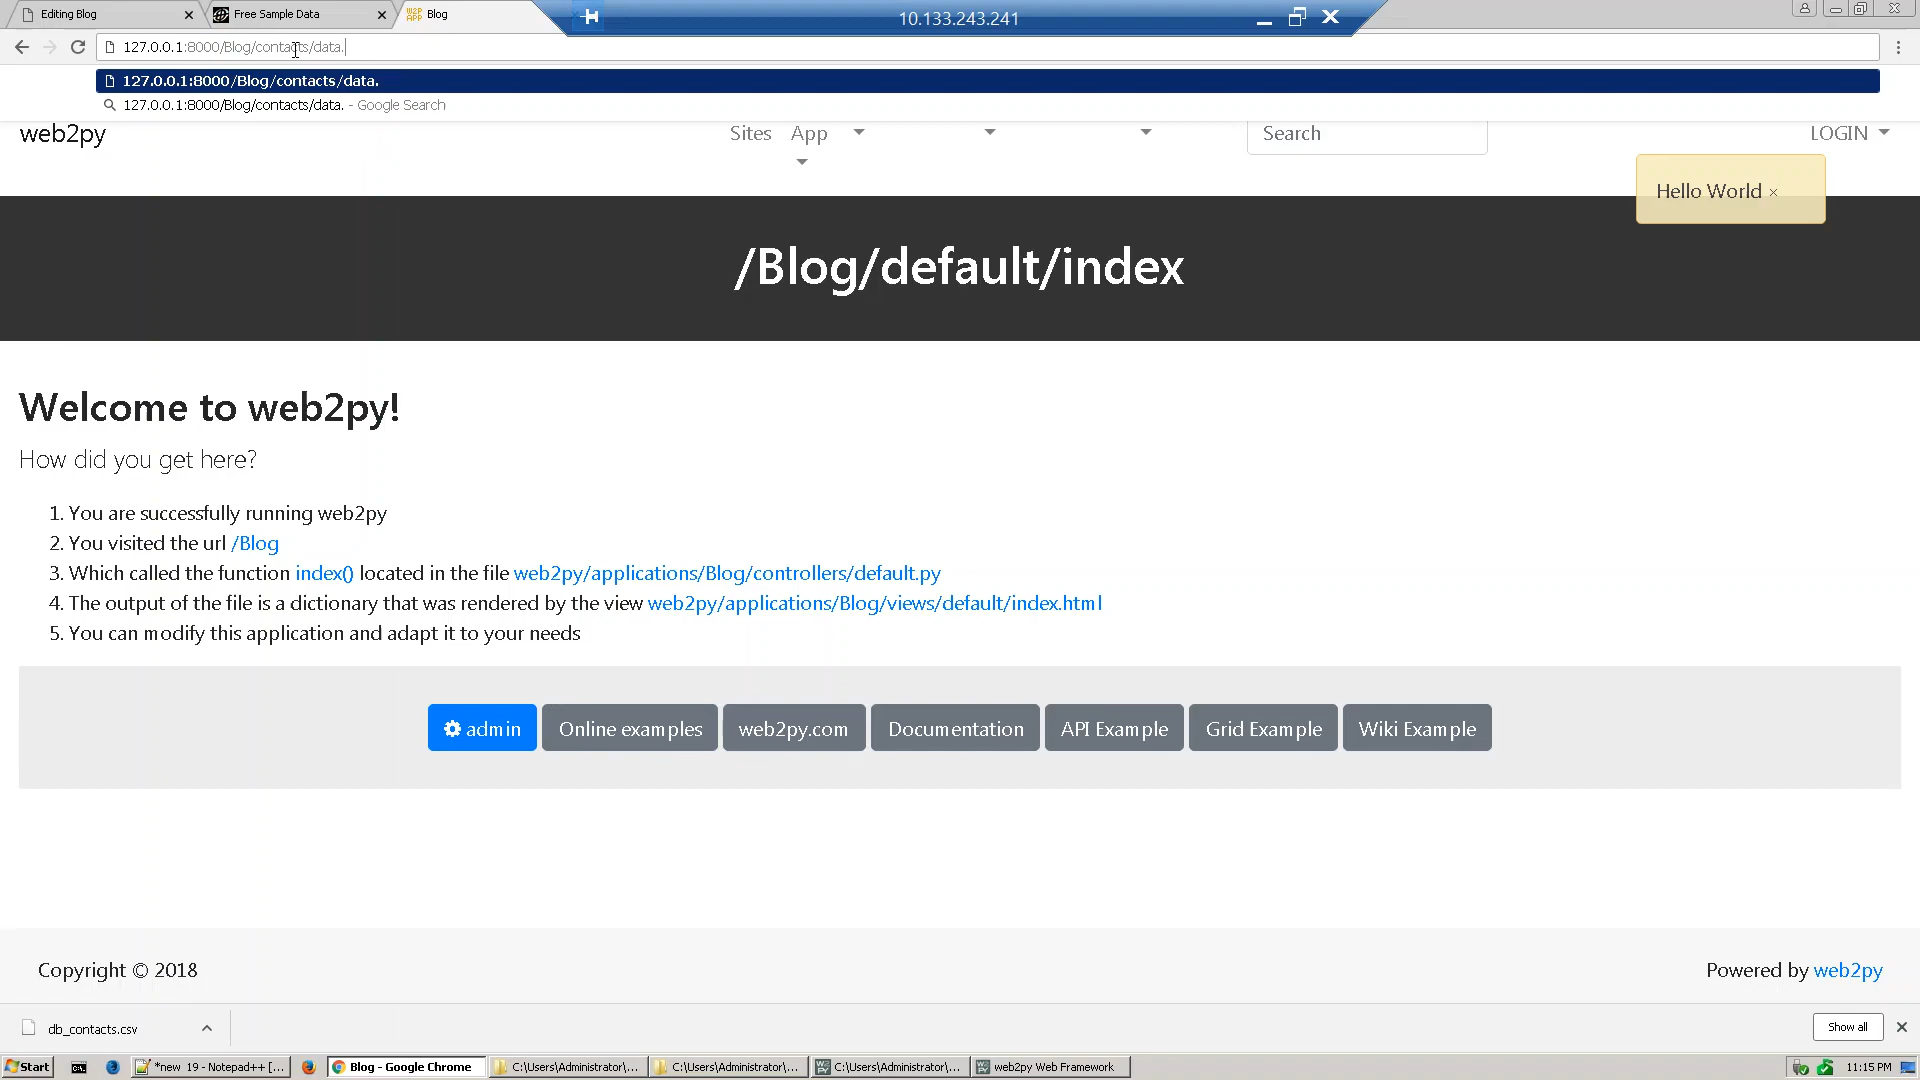 Editing Blog
Free Sample Data
W2P APP Blog
10.133.243.241
127.0.0.1:8000/Blog/contacts/data.
127.0.0.1:8000/Blog/contacts/data.
127.0.0.1:8000/Blog/contacts/data. - Google Search
web2py
Sites App
Search
LOGIN
Hello World ×
/Blog/default/index
Welcome to web2py!
How did you get here?
1. You are successfully running web2py
2. You visited the url /Blog
3. Which called the function index() located in the file web2py/applications/Blog/controllers/default.py
4. The output of the file is a dictionary that was rendered by the view web2py/applications/Blog/views/default/index.html
5. You can modify this application and adapt it to your needs
admin Online examples web2py.com Documentation API Example Grid Example Wiki Example
Copyright © 2018
Powered by web2py
db_contacts.csv
Show all
Start
*new 19 - Notepad++ [...
Blog - Google Chrome
C:\Users\Administrator/...
C:\Users\Administrator/...
C:\Users\Administrator/...
web2py Web Framework
11:15 PM